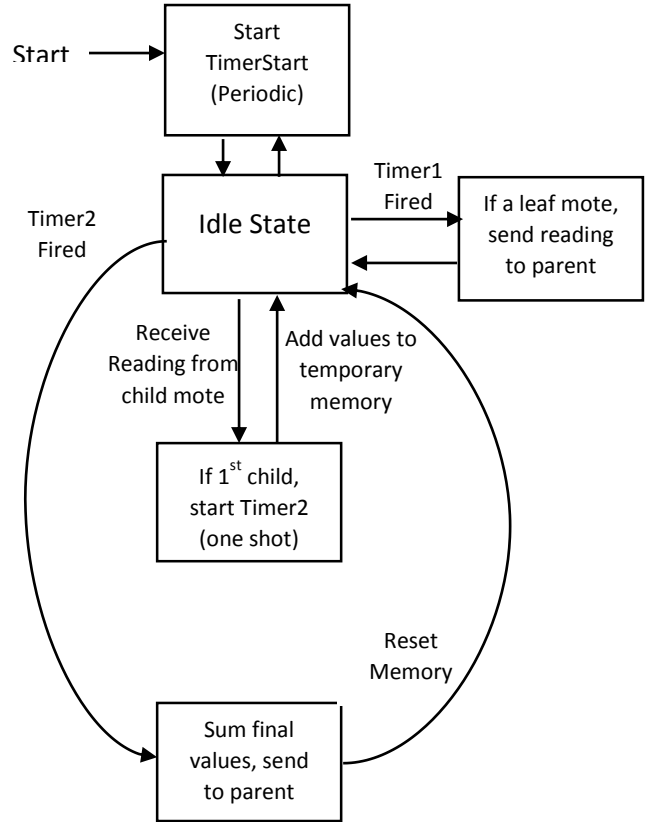 Start
Start
TimerStart
(Periodic)
Timer1
Fired
Idle State
If a leaf mote,
send reading
to parent
Timer2
Fired
Receive
Reading from
child mote
Add values to
temporary
memory
If 1st child,
start Timer2
(one shot)
Reset
Memory
Sum final
values, send
to parent